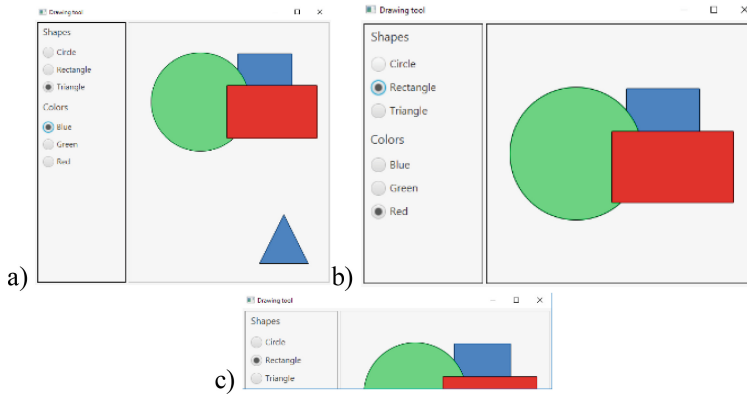 Drawing tool
Shapes
Circle
Rectangle
Triangle
Colors
Blue
Green
Red
a)
Drawing tool
Shapes
Circle
Rectangle
Triangle
Colors
Blue
Green
Red
b)
Drawing tool
Shapes
Circle
Rectangle
Triangle
c)